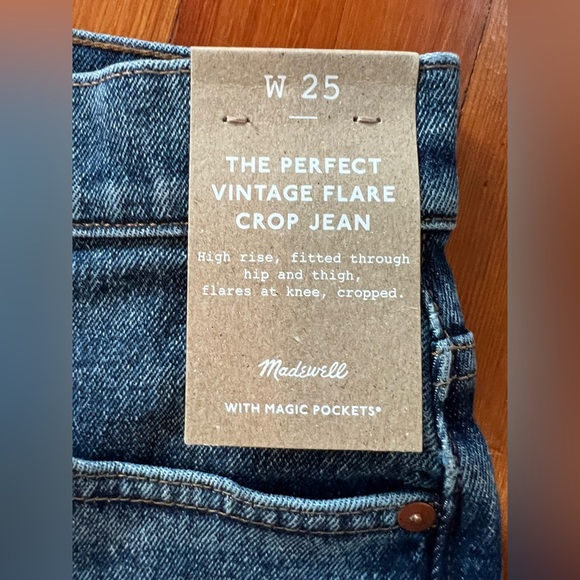 W 25
THE PERFECT
VINTAGE FLARE
CROP JEAN
High rise, fitted through
hip and thigh,
flares at knee, cropped.
Madewell
WITH MAGIC POCKETS®